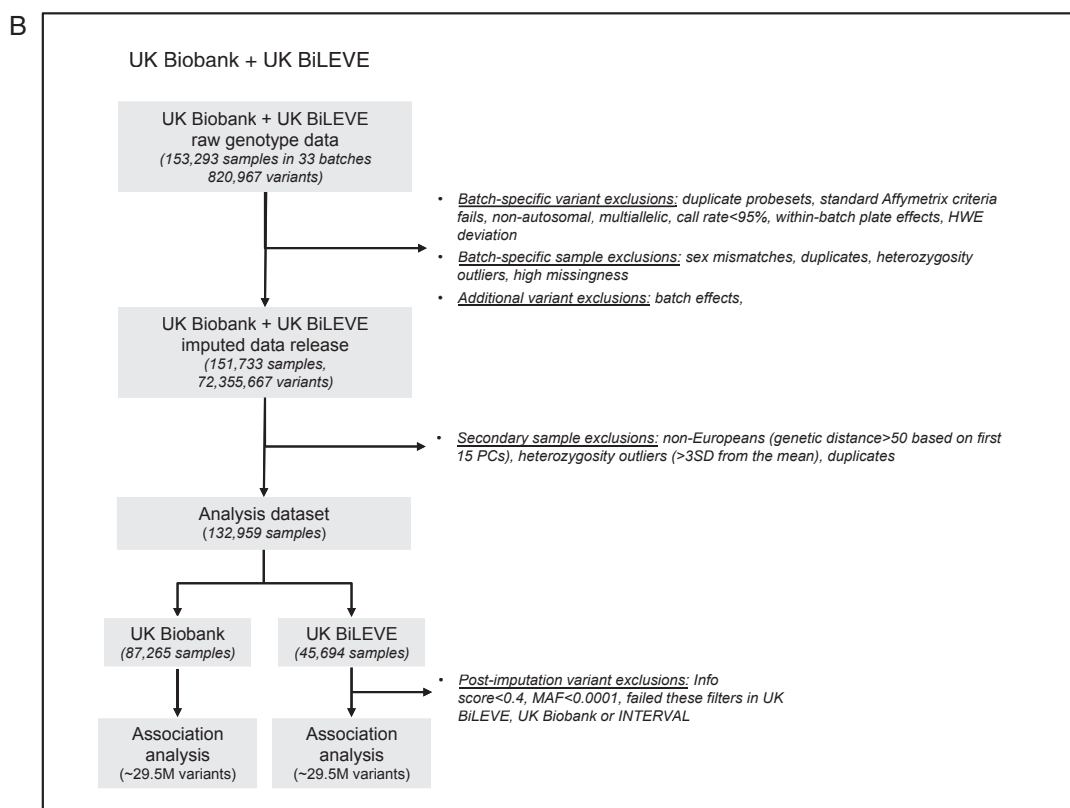 B
UK Biobank + UK BiLEVE
UK Biobank + UK BiLEVE
raw genotype data
(153,293 samples in 33 batches
820,967 variants)
• Batch-specific variant exclusions: duplicate probesets, standard Affymetrix criteria
fails, non-autosomal, multiallelic, call rate<95%, within-batch plate effects, HWE
deviation
• Batch-specific sample exclusions: sex mismatches, duplicates, heterozygosity
outliers, high missingness
• Additional variant exclusions: batch effects,
UK Biobank + UK BiLEVE
imputed data release
(151,733 samples,
72,355,667 variants)
• Secondary sample exclusions: non-Europeans (genetic distance>50 based on first
15 PCs), heterozygosity outliers (>3SD from the mean), duplicates
Analysis dataset
(132,959 samples)
UK Biobank
(87,265 samples)
UK BiLEVE
(45,694 samples)
• Post-imputation variant exclusions: Info
score<0.4, MAF<0.0001, failed these filters in UK
BiLEVE, UK Biobank or INTERVAL
Association
analysis
(~29.5M variants)
Association
analysis
(~29.5M variants)